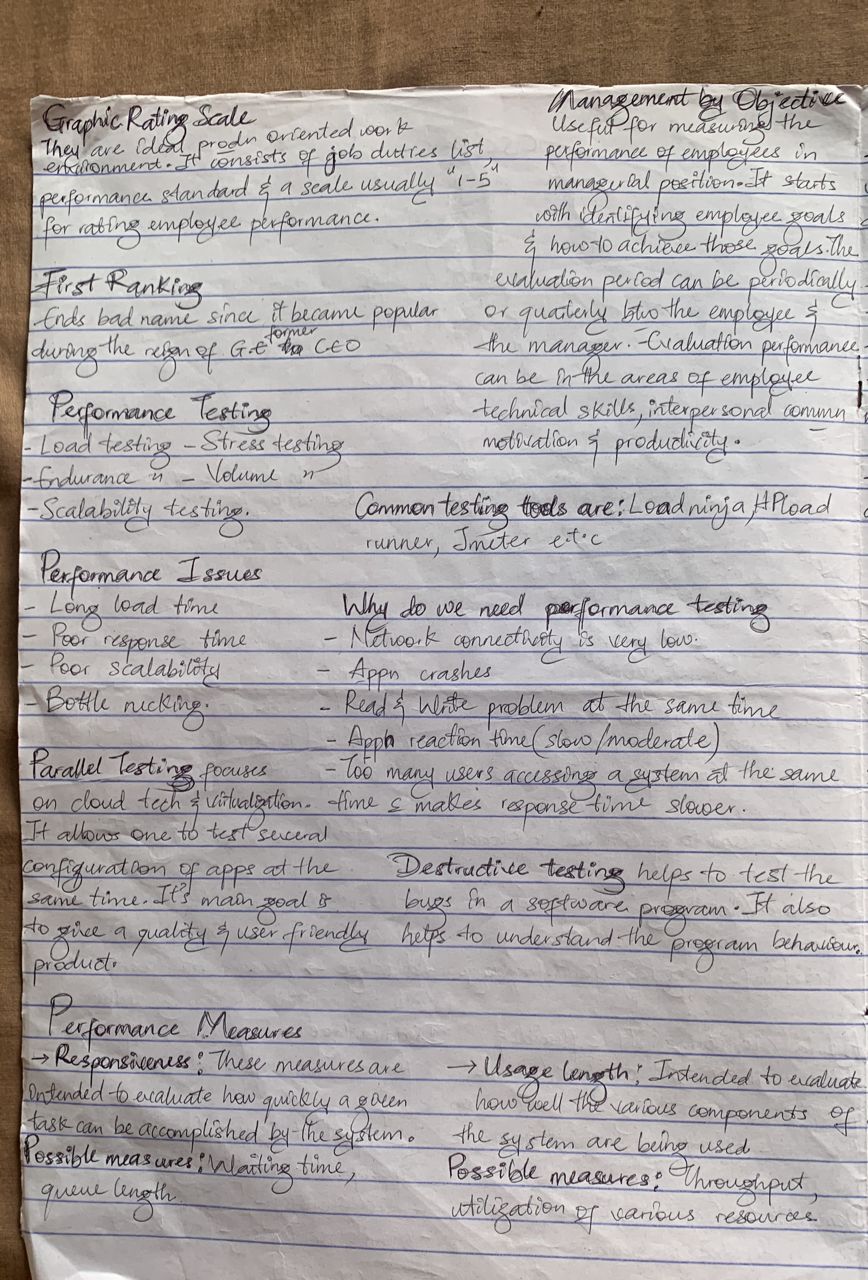 Graphic Rating Scale
They are ideal prodn oriented work
environment. It consists of job duties list,
performance standard & a scale usually "1-5"
for rating employee performance.
Management by Objective
Useful for measuring the
performance of employees in
managerial position. It starts
with identifying employee goals
& how to achieve those goals. The
evaluation period can be periodically
or quaterly btw the employee &
the manager. Evaluation performance
can be in the areas of employee
technical skills, interpersonal commn
motivation & productivity.
First Ranking
Ends bad name since it became popular
during the reign of G.E former CEO
Performance Testing
- Load testing - Stress testing
- Endurance " - Volume "
- Scalability testing.
Common testing tools are: Loadninja, HPload
runner, Jmeter e.t.c
Performance Issues
- Long load time
- Poor response time
- Poor scalability
- Bottle necking.
Why do we need performance testing
- Network connectivity is very low.
- Appn crashes
- Read & Write problem at the same time
- Appn reaction time (slow/moderate)
- Too many users accessing a system at the same
time & makes response time slower.
Parallel Testing focuses
on cloud tech & virtualization.
It allows one to test several
configuration of apps at the
same time. It's main goal is
to give a quality & user friendly
product.
Destructive testing helps to test the
bugs in a software program. It also
helps to understand the program behaviour.
Performance Measures
→ Responsiveness: These measures are
intended to evaluate how quickly a given
task can be accomplished by the system.
Possible measures: Waiting time,
queue length
→ Usage length: Intended to evaluate
how well the various components of
the system are being used
Possible measures: Throughput,
utilization of various resources